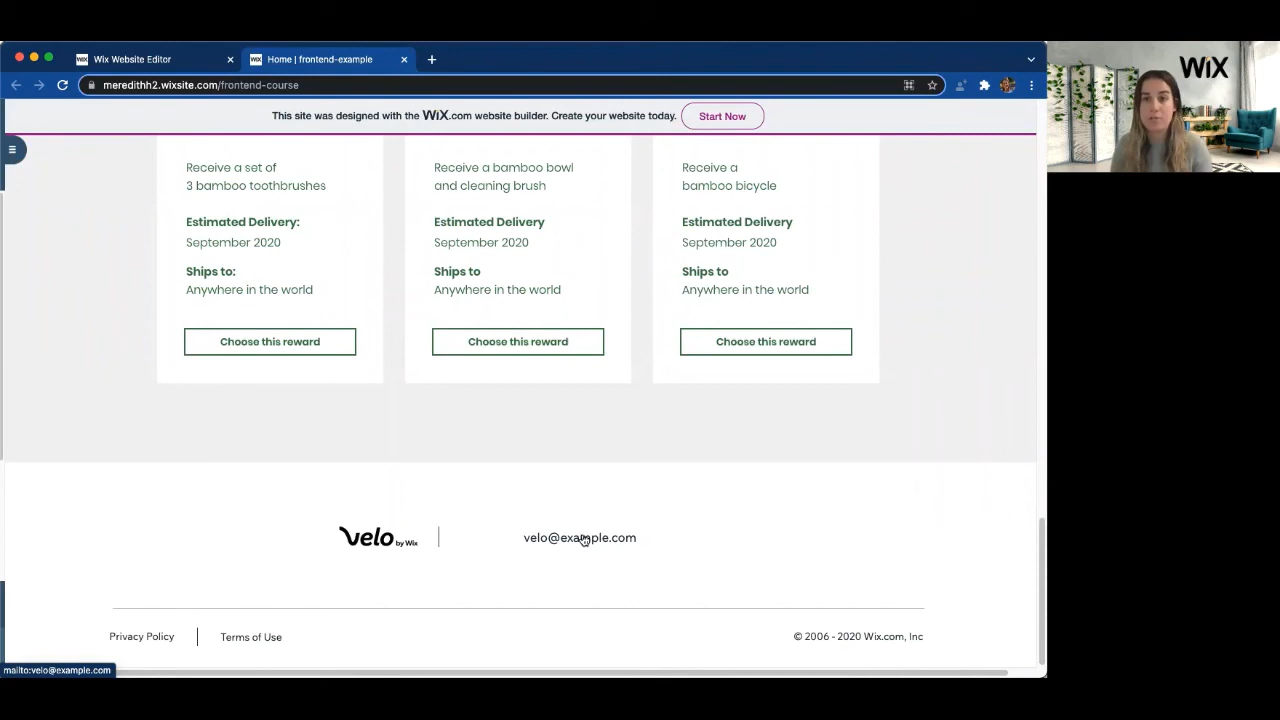 Wix Website Editor
WiX Home | frontend-example
WiX
meredithh2.wixsite.com/frontend-course
This site was designed with the WiX.com website builder. Create your website today.
Start Now
Receive a set of
3 bamboo toothbrushes
Estimated Delivery:
September 2020
Ships to:
Anywhere in the world
Choose this reward
Receive a bamboo bowl
and cleaning brush
Estimated Delivery
September 2020
Ships to
Anywhere in the world
Choose this reward
Receive a
bamboo bicycle
Estimated Delivery
September 2020
Ships to
Anywhere in the world
Choose this reward
velo by Wix
velo@example.com
Privacy Policy
Terms of Use
© 2006 - 2020 Wix.com, Inc
mailto:velo@example.com